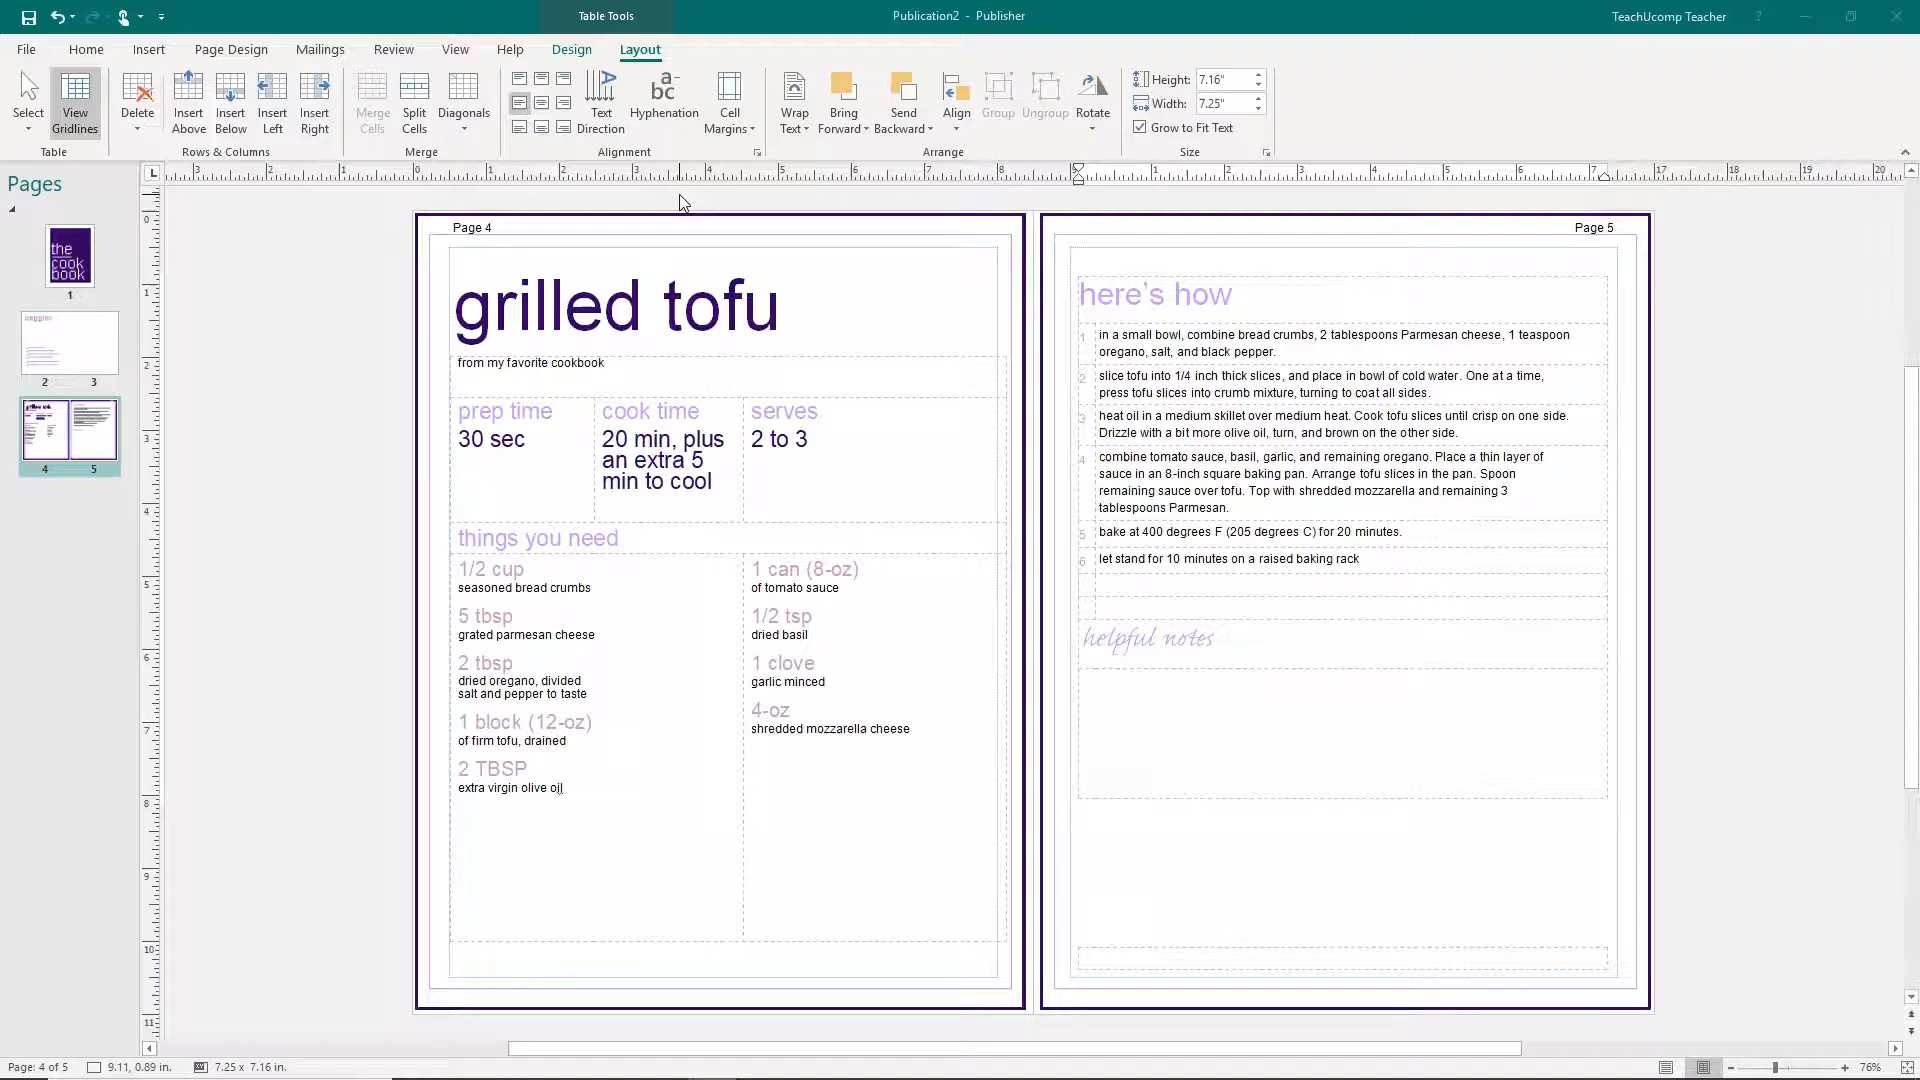 Table Tools
Publication2 - Publisher
TeachUcomp Teacher
File
Home
Insert
Page Design
Mailings
Review
View
Help
Design
Layout
Select
View Gridlines
Delete
Insert Above
Insert Below
Insert Left
Insert Right
Merge Cells
Split Cells
Diagonals
Text Direction
a-
bc
Hyphenation
Cell Margins
Wrap Text
Bring Forward
Send Backward
Align
Group
Ungroup
Rotate
Height: 7.16"
Width: 7.25"
Grow to Fit Text
Table
Rows & Columns
Merge
Alignment
Arrange
Size
Pages
the
cook
book
1
2 3
4 5
Page 4
grilled tofu
from my favorite cookbook
prep time
30 sec
cook time
20 min, plus
an extra 5
min to cool
serves
2 to 3
things you need
1/2 cup
seasoned bread crumbs
5 tbsp
grated parmesan cheese
2 tbsp
dried oregano, divided
salt and pepper to taste
1 block (12-oz)
of firm tofu, drained
2 TBSP
extra virgin olive oil
1 can (8-oz)
of tomato sauce
1/2 tsp
dried basil
1 clove
garlic minced
4-oz
shredded mozzarella cheese
Page 5
here's how
1 in a small bowl, combine bread crumbs, 2 tablespoons Parmesan cheese, 1 teaspoon
oregano, salt, and black pepper.
2 slice tofu into 1/4 inch thick slices, and place in bowl of cold water. One at a time,
press tofu slices into crumb mixture, turning to coat all sides.
3 heat oil in a medium skillet over medium heat. Cook tofu slices until crisp on one side.
Drizzle with a bit more olive oil, turn, and brown on the other side.
4 combine tomato sauce, basil, garlic, and remaining oregano. Place a thin layer of
sauce in an 8-inch square baking pan. Arrange tofu slices in the pan. Spoon
remaining sauce over tofu. Top with shredded mozzarella and remaining 3
tablespoons Parmesan.
5 bake at 400 degrees F (205 degrees C) for 20 minutes.
6 let stand for 10 minutes on a raised baking rack
helpful notes
Page: 4 of 5
9.11, 0.89 in.
7.25 x 7.16 in.
76%